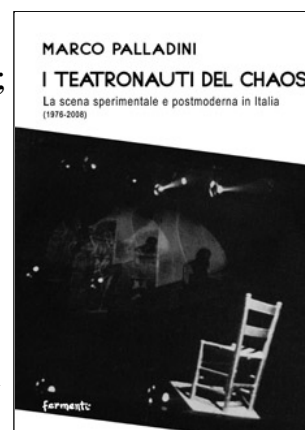 MARCO PALLADINI
I TEATRONAUTI DEL CHAOS
La scena sperimentale e postmoderna in Italia
(1976-2008)
;
fermenti